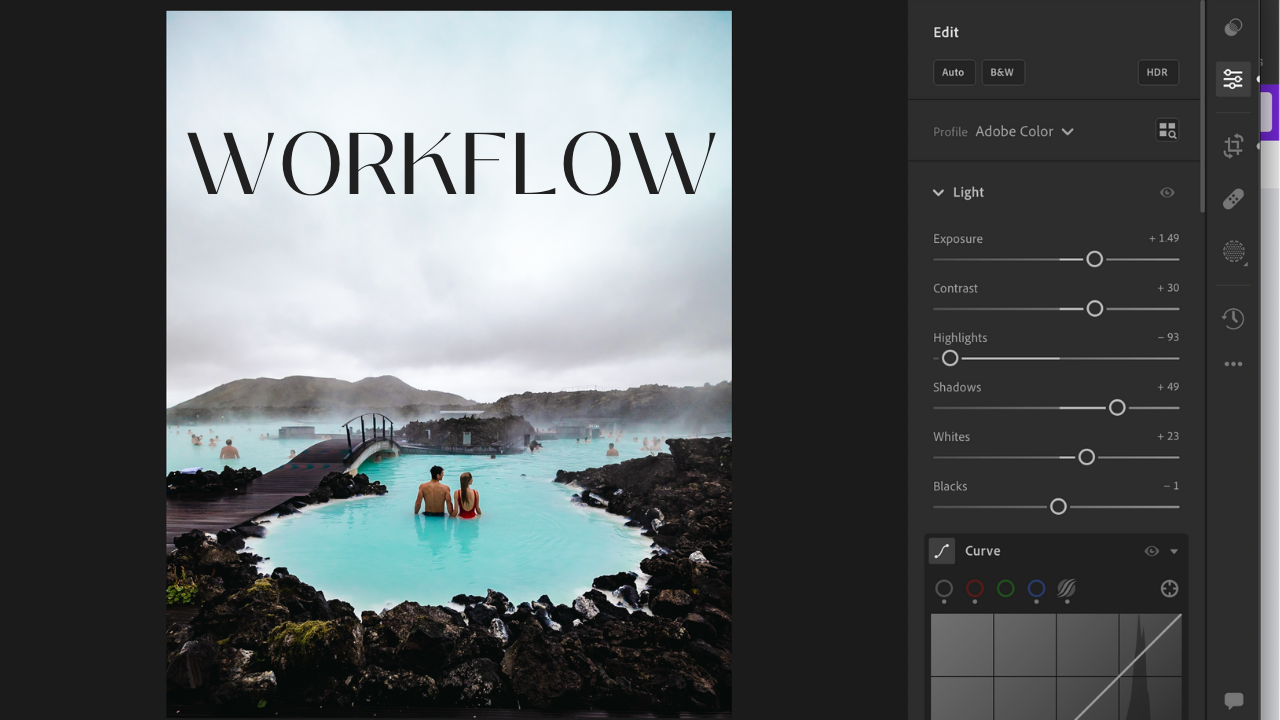 WORKFLOW
Edit
Auto B&W HDR
Profile Adobe Color
Light
Exposure + 1.49
Contrast + 30
Highlights – 93
Shadows + 49
Whites + 23
Blacks – 1
Curve